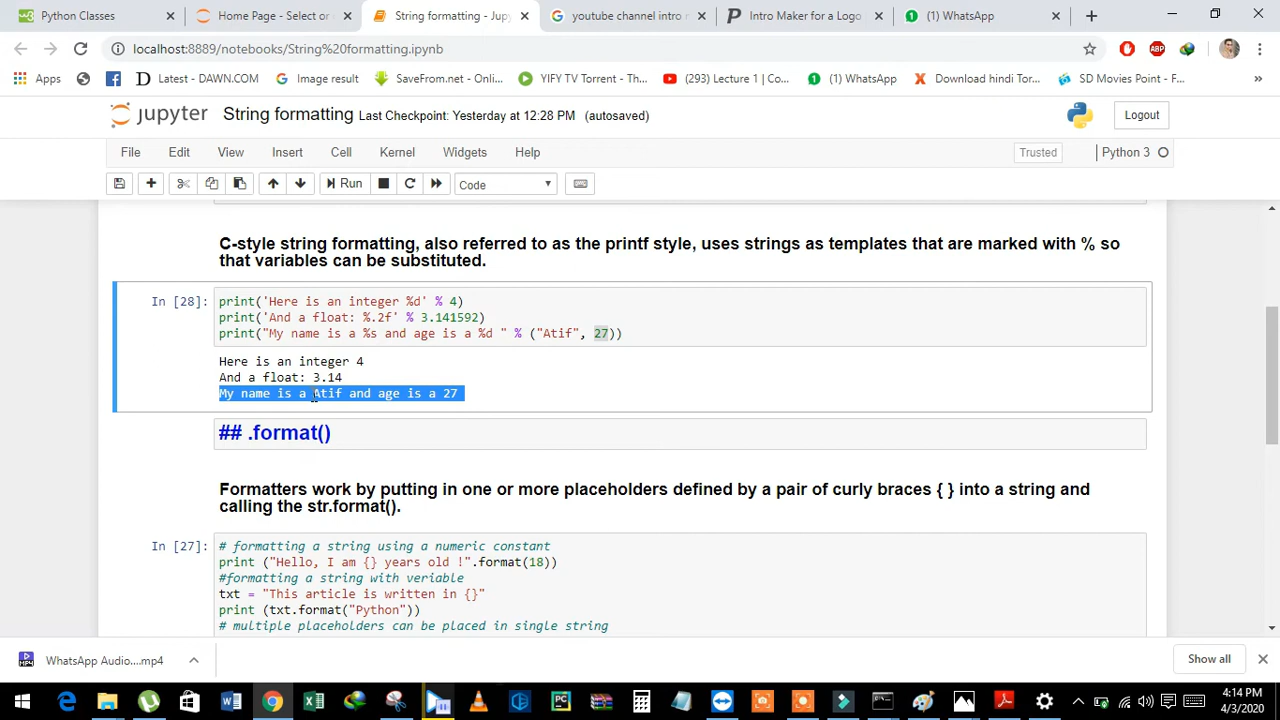 Python Classes
Home Page - Select or
String formatting - Jupy
youtube channel intro m
Intro Maker for a Logo
(1) WhatsApp
localhost:8889/notebooks/String%20formatting.ipynb
ABP
Apps
Latest - DAWN.COM
Image result
SaveFrom.net - Onli...
YIFY TV Torrent - Th...
(293) Lecture 1 | Co...
(1) WhatsApp
Download hindi Tor...
SD Movies Point - F...
jupyter
String formatting Last Checkpoint: Yesterday at 12:28 PM (autosaved)
Logout
File
Edit
View
Insert
Cell
Kernel
Widgets
Help
Trusted
Python 3
Run
Code
C-style string formatting, also referred to as the printf style, uses strings as templates that are marked with % so
that variables can be substituted.
In [28]:
print('Here is an integer %d' % 4)
print('And a float: %.2f' % 3.141592)
print("My name is a %s and age is a %d " % ("Atif", 27))
Here is an integer 4
And a float: 3.14
My name is a Atif and age is a 27
## .format()
Formatters work by putting in one or more placeholders defined by a pair of curly braces { } into a string and
calling the str.format().
In [27]:
# formatting a string using a numeric constant
print ("Hello, I am {} years old !".format(18))
#formatting a string with veriable
txt = "This article is written in {}"
print (txt.format("Python"))
# multiple placeholders can be placed in single string
WhatsApp Audio....mp4
Show all
4:14 PM
4/3/2020